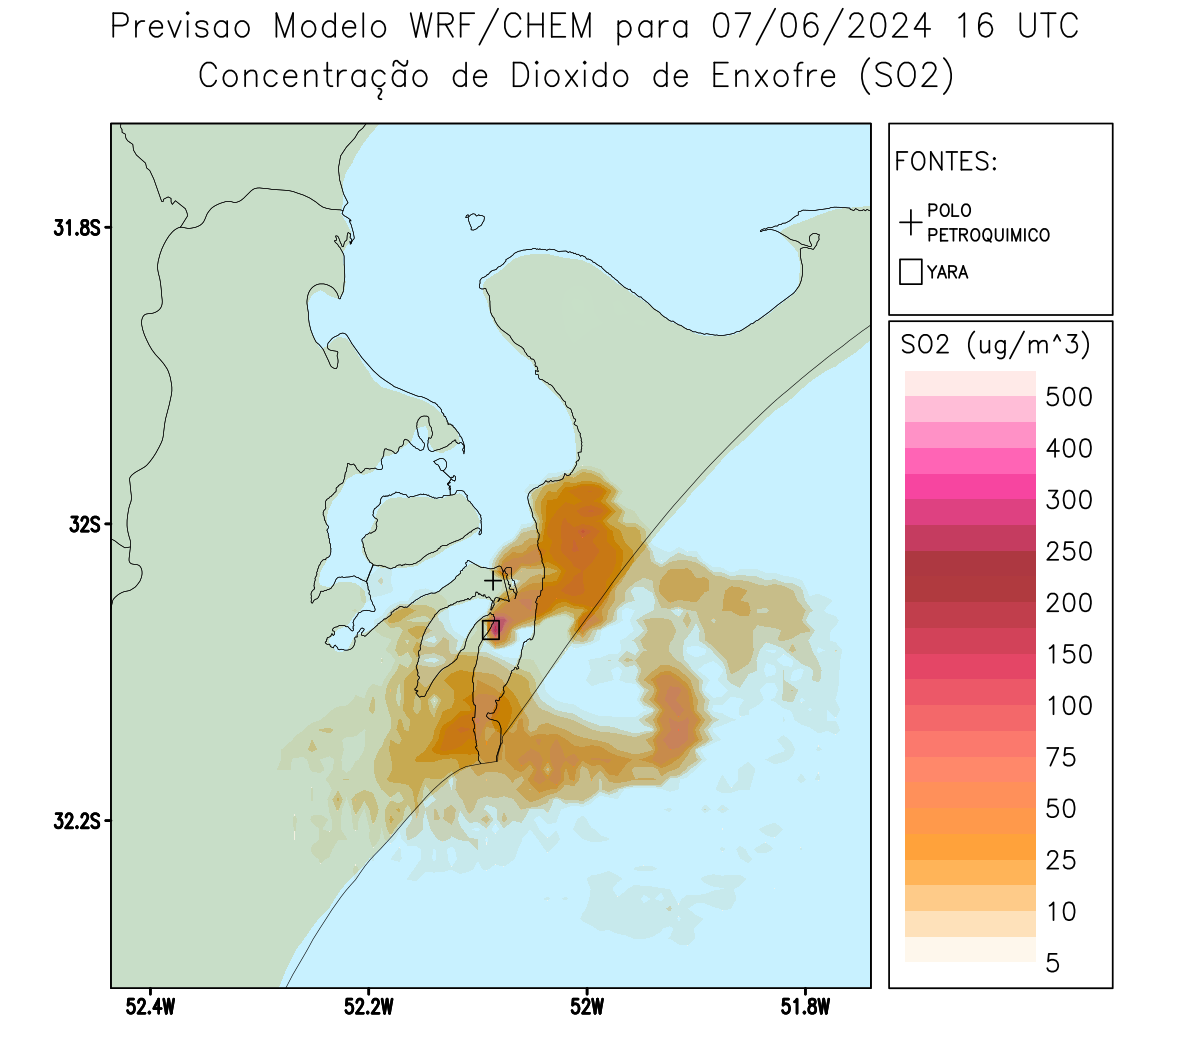 Previsao Modelo WRF/CHEM para 07/06/2024 16 UTC
Concentração de Dioxido de Enxofre (SO2)
FONTES:
POLO
PETROQUIMICO
YARA
SO2 (ug/m^3)
500
400
300
250
200
150
100
75
50
25
10
5
31.8S
32S
32.2S
52.4W
52.2W
52W
51.8W